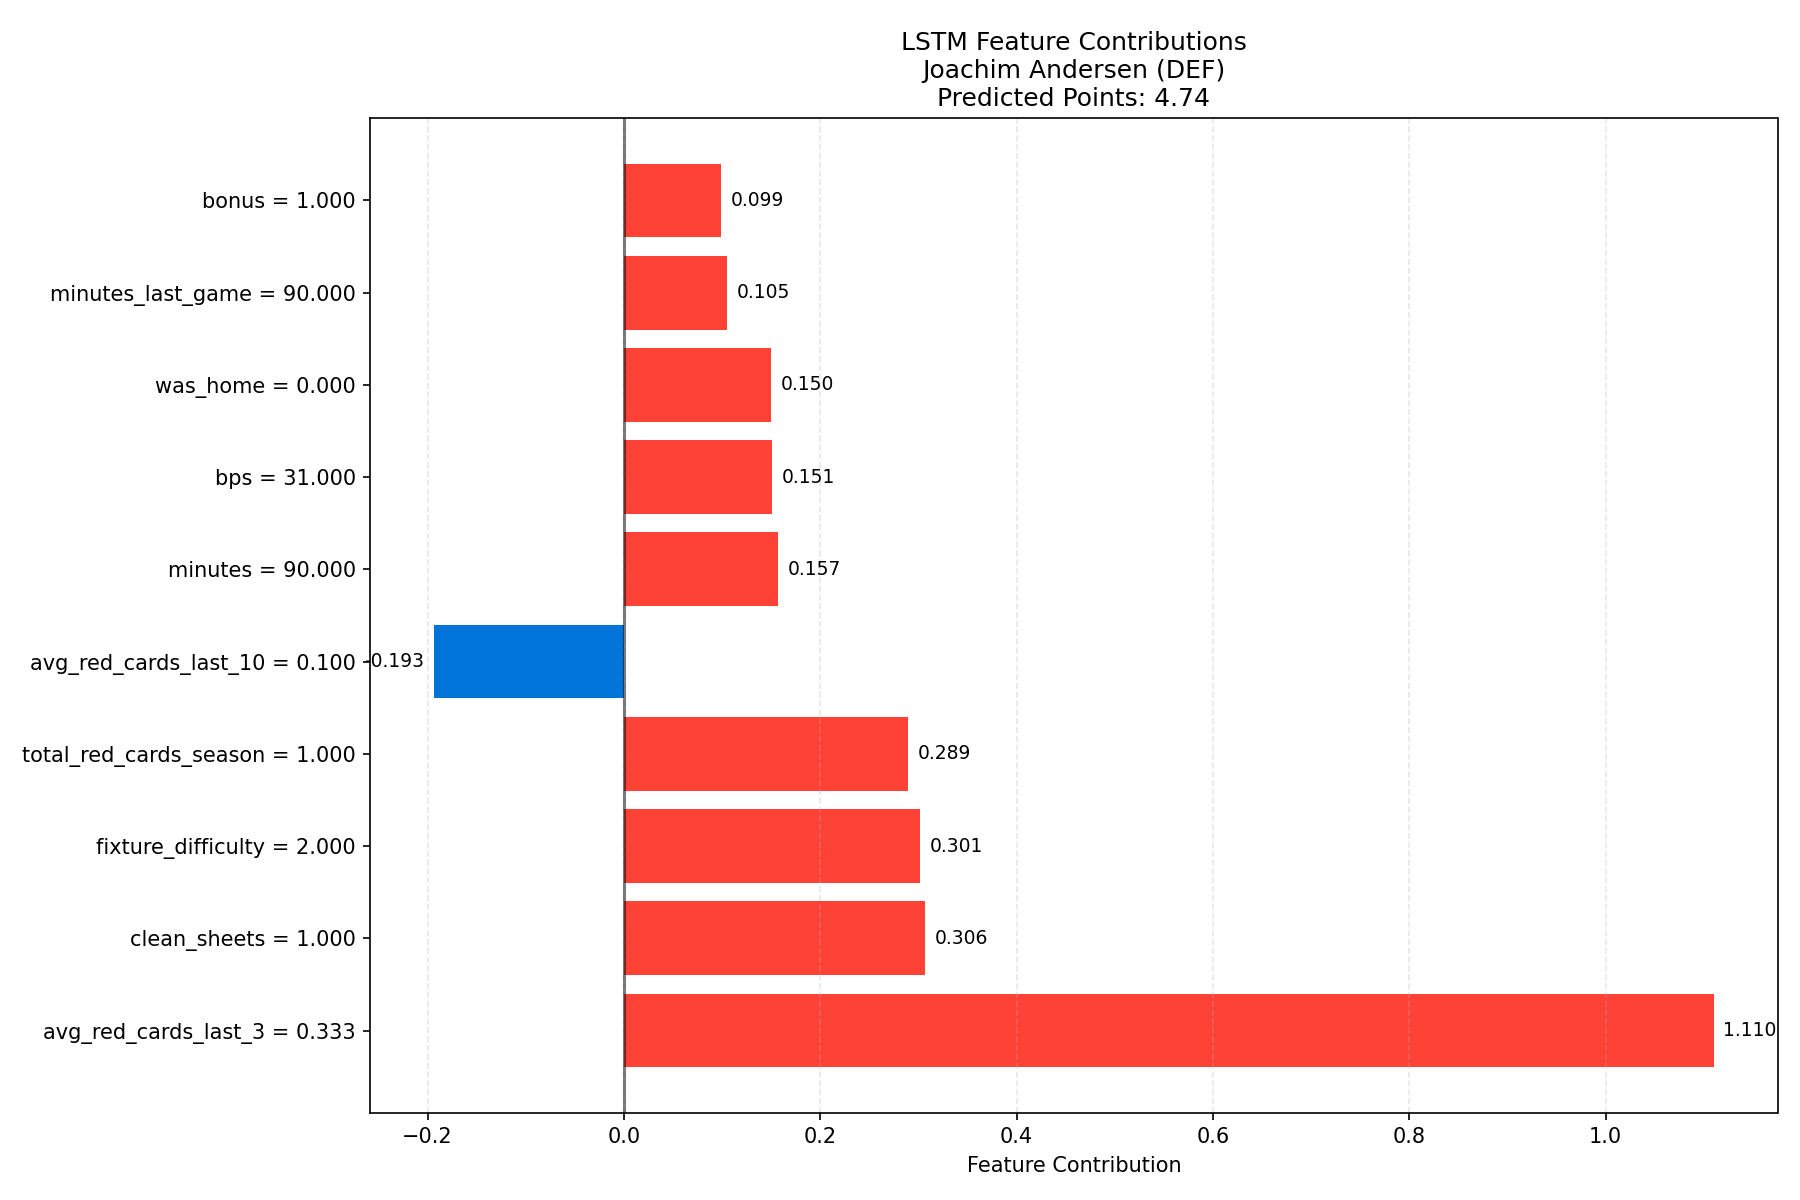 LSTM Feature Contributions
Joachim Andersen (DEF)
Predicted Points: 4.74
bonus = 1.000 0.099
minutes_last_game = 90.000 0.105
was_home = 0.000 0.150
bps = 31.000 0.151
minutes = 90.000 0.157
avg_red_cards_last_10 = 0.100 -0.193
total_red_cards_season = 1.000 0.289
fixture_difficulty = 2.000 0.301
clean_sheets = 1.000 0.306
avg_red_cards_last_3 = 0.333 1.110
−0.2 0.0 0.2 0.4 0.6 0.8 1.0
Feature Contribution